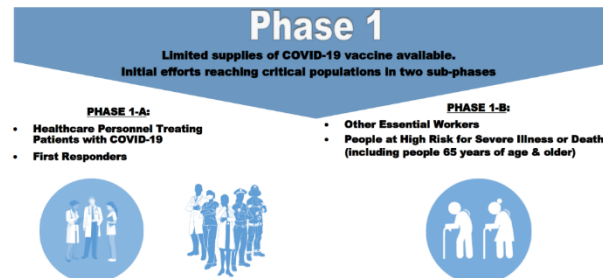 Phase 1
Limited supplies of COVID-19 vaccine available.
Initial efforts reaching critical populations in two sub-phases
PHASE 1-A:
• Healthcare Personnel Treating
Patients with COVID-19
• First Responders
PHASE 1-B:
• Other Essential Workers
• People at High Risk for Severe Illness or Death
(including people 65 years of age & older)